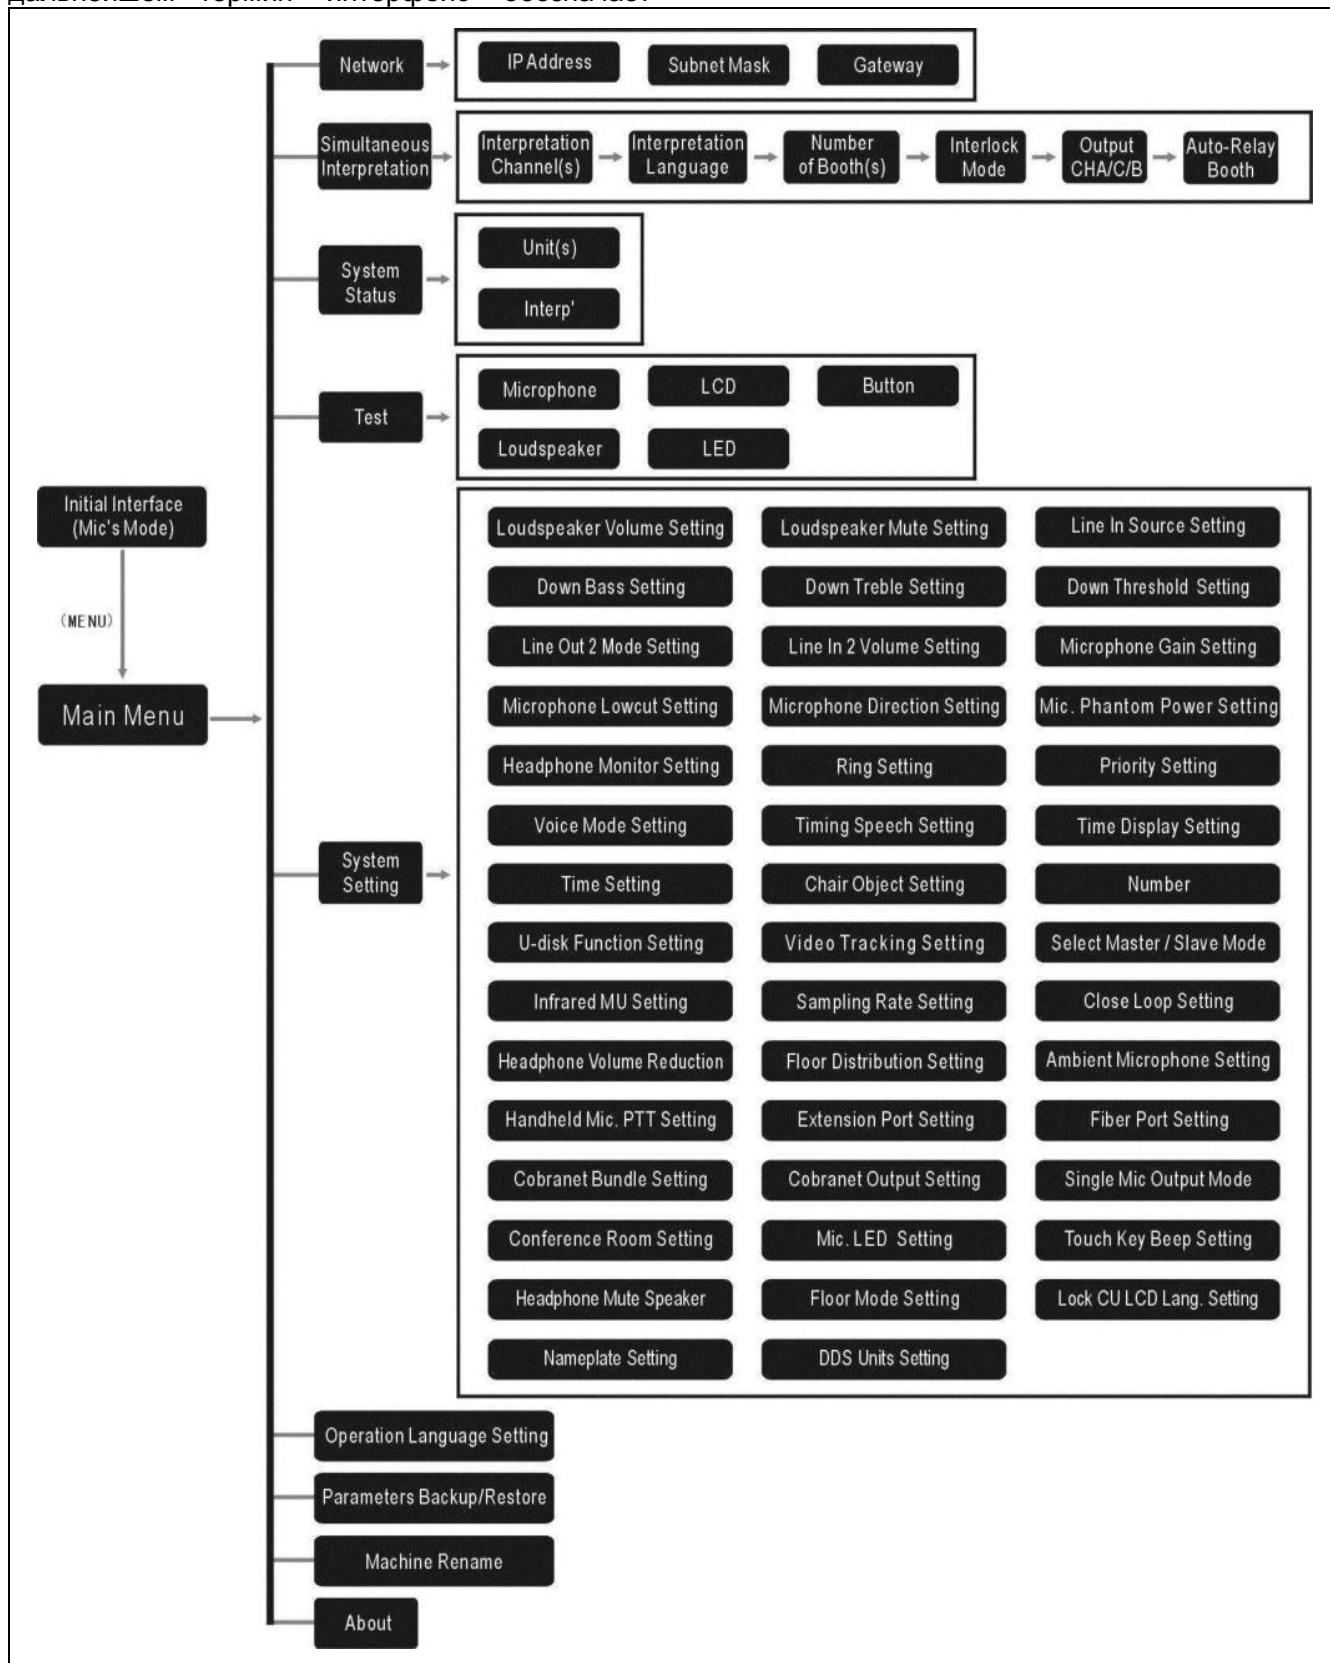 Network
IP Address
Subnet Mask
Gateway
Simultaneous
Interpretation
Interpretation
Channel(s)
Interpretation
Language
Number
of Booth(s)
Interlock
Mode
Output
CHA/C/B
Auto-Relay
Booth
System
Status
Unit(s)
Interp'
Test
Microphone
LCD
Button
Loudspeaker
LED
Initial Interface
(Mic's Mode)
(MENU)
Main Menu
System
Setting
Loudspeaker Volume Setting
Loudspeaker Mute Setting
Line In Source Setting
Down Bass Setting
Down Treble Setting
Down Threshold Setting
Line Out 2 Mode Setting
Line In 2 Volume Setting
Microphone Gain Setting
Microphone Lowcut Setting
Microphone Direction Setting
Mic. Phantom Power Setting
Headphone Monitor Setting
Ring Setting
Priority Setting
Voice Mode Setting
Timing Speech Setting
Time Display Setting
Time Setting
Chair Object Setting
Number
U-disk Function Setting
Video Tracking Setting
Select Master / Slave Mode
Infrared MU Setting
Sampling Rate Setting
Close Loop Setting
Headphone Volume Reduction
Floor Distribution Setting
Ambient Microphone Setting
Handheld Mic. PTT Setting
Extension Port Setting
Fiber Port Setting
Cobranet Bundle Setting
Cobranet Output Setting
Single Mic Output Mode
Conference Room Setting
Mic. LED Setting
Touch Key Beep Setting
Headphone Mute Speaker
Floor Mode Setting
Lock CU LCD Lang. Setting
Nameplate Setting
DDS Units Setting
Operation Language Setting
Parameters Backup/Restore
Machine Rename
About